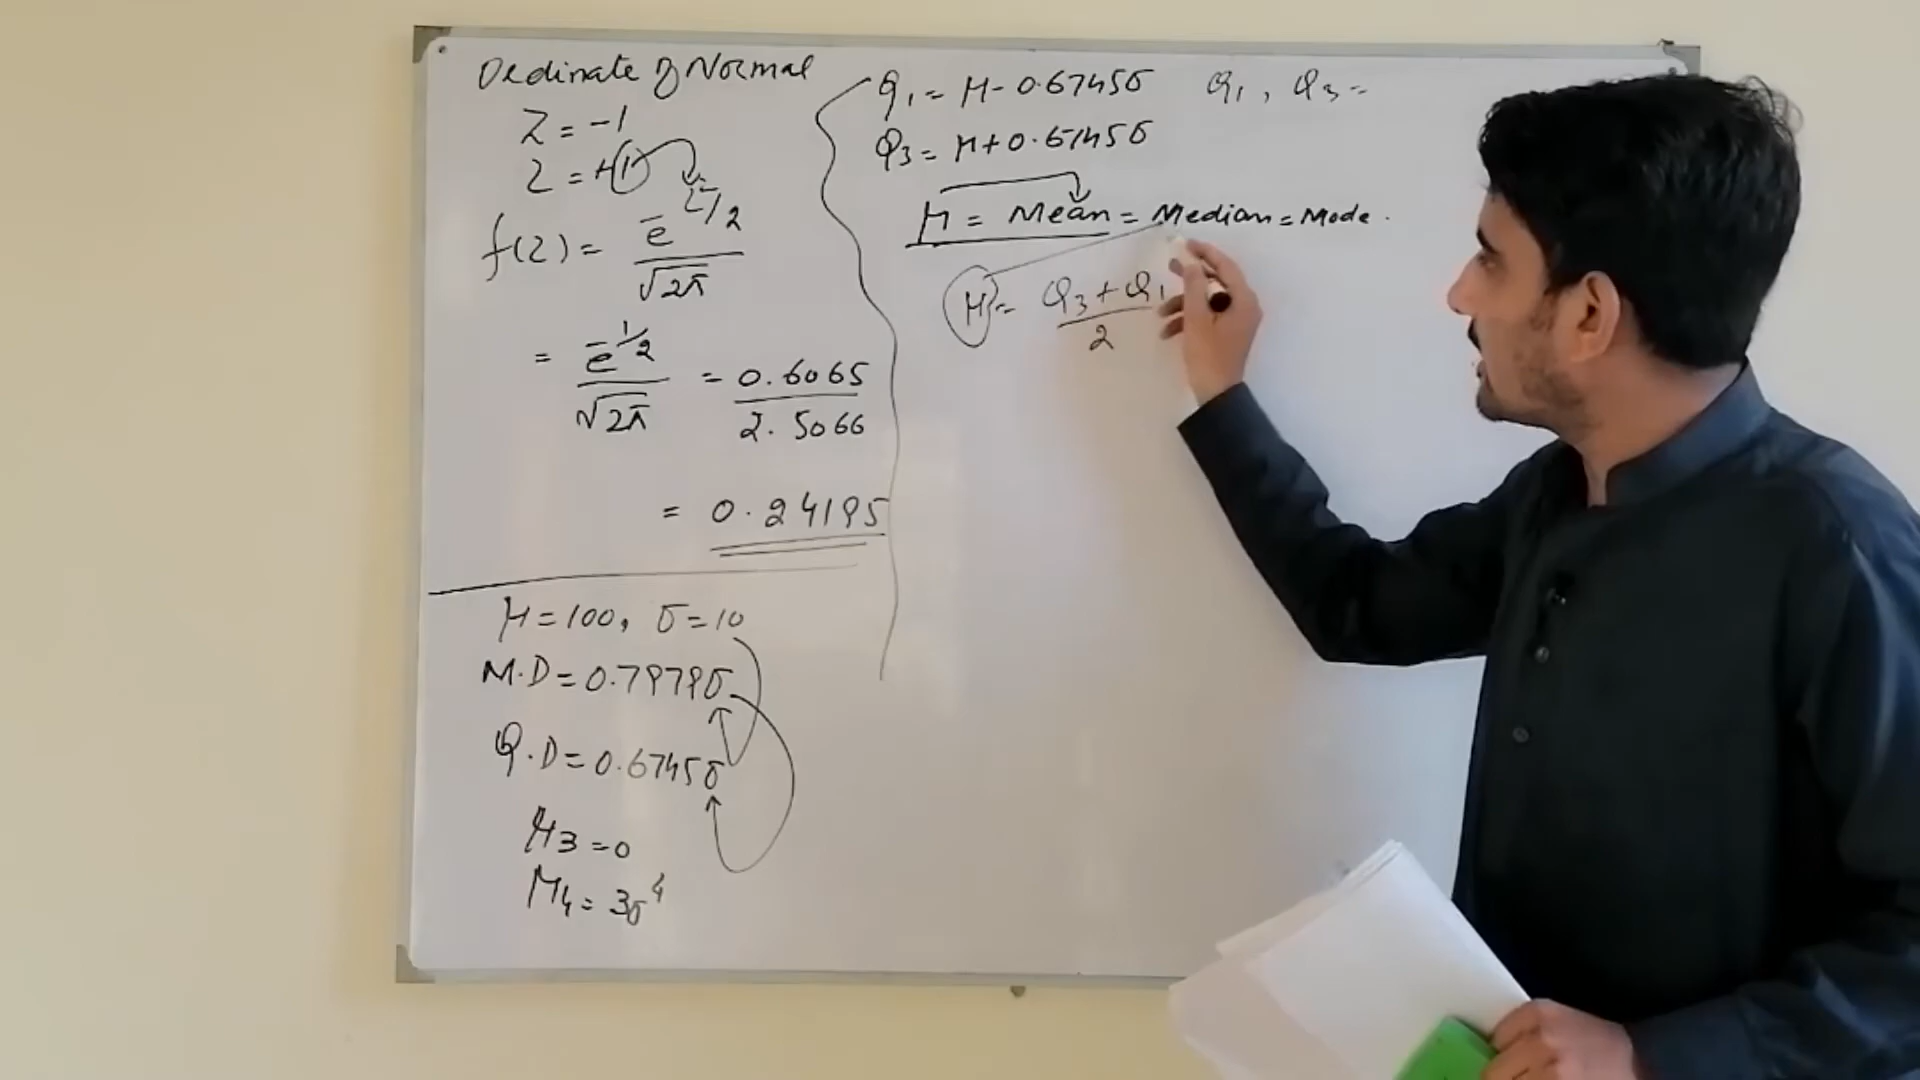 Ordinate of Normal
Z = -1
Z = +1
f(Z) = e^-Z²/2 / √2π
= e^-1/2 / √2π = 0.6065 / 2.5066
= 0.24195
μ = 100, σ = 10
M.D = 0.7979σ
Q.D = 0.6745σ
μ3 = 0
μ4 = 3σ^4
Q1 = μ - 0.6745σ Q1, Q3 =
Q3 = μ + 0.6745σ
μ = Mean = Median = Mode.
μ = Q3 + Q1 / 2